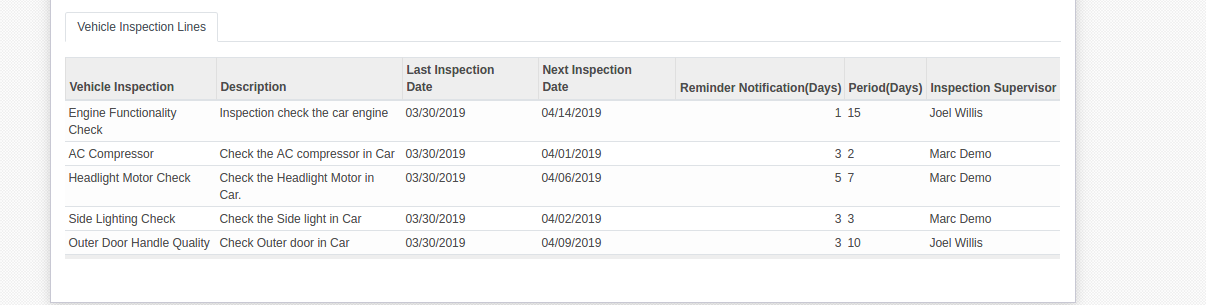 Vehicle Inspection Lines
Vehicle Inspection Description Last Inspection Date Next Inspection Date Reminder Notification(Days) Period(Days) Inspection Supervisor
Engine Functionality Check Inspection check the car engine 03/30/2019 04/14/2019 1 15 Joel Willis
AC Compressor Check the AC compressor in Car 03/30/2019 04/01/2019 3 2 Marc Demo
Headlight Motor Check Check the Headlight Motor in Car. 03/30/2019 04/06/2019 5 7 Marc Demo
Side Lighting Check Check the Side light in Car 03/30/2019 04/02/2019 3 3 Marc Demo
Outer Door Handle Quality Check Outer door in Car 03/30/2019 04/09/2019 3 10 Joel Willis